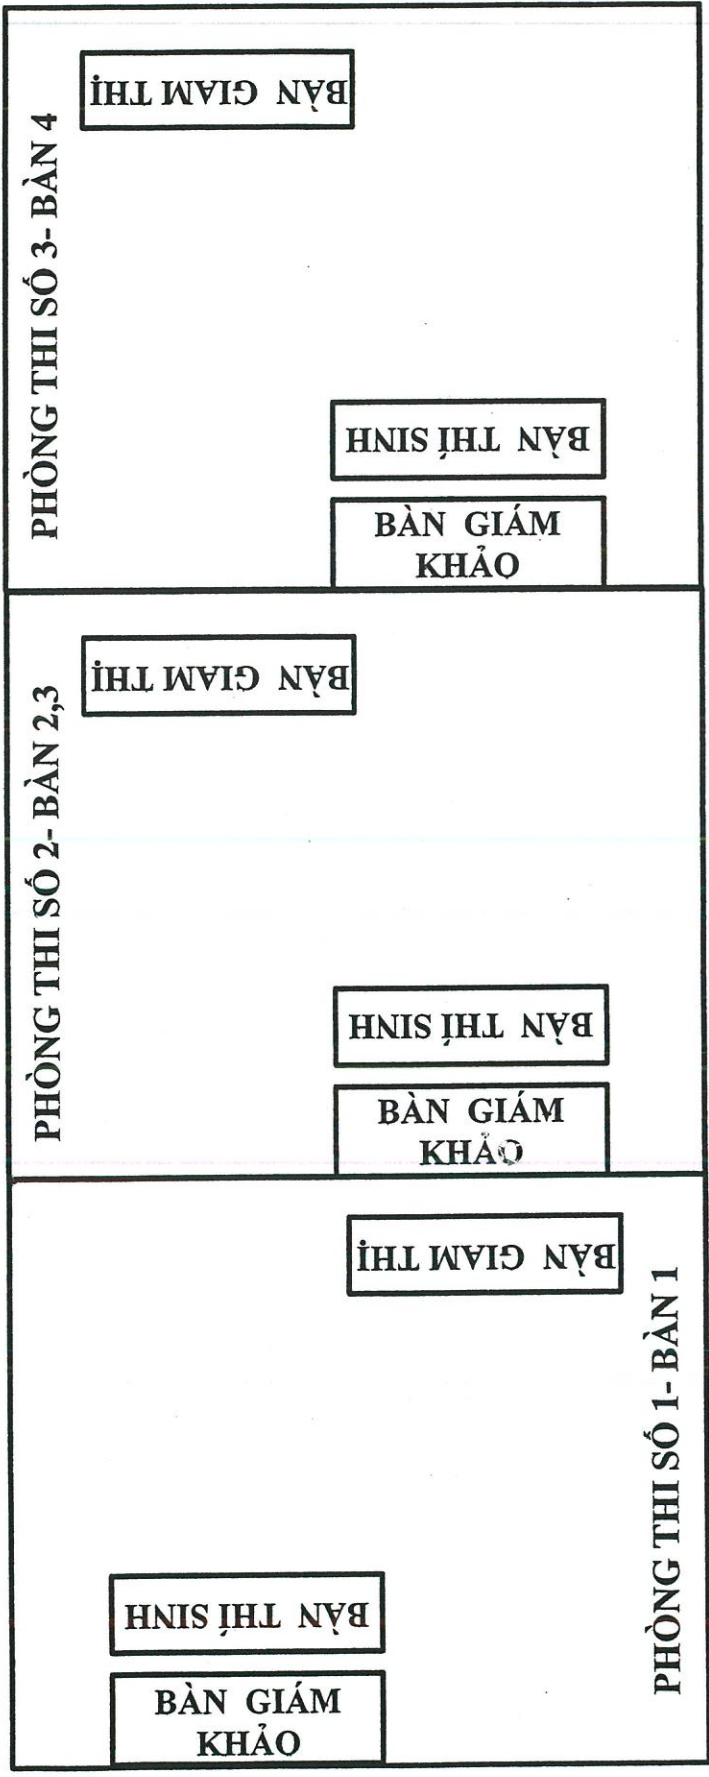 PHÒNG THI SỐ 3- BÀN 4
BÀN GIAM THỊ
BÀN THÍ SINH
BÀN GIÁM
KHẢO
PHÒNG THI SỐ 2- BÀN 2,3
BÀN GIAM THỊ
BÀN THÍ SINH
BÀN GIÁM
KHẢO
PHÒNG THI SỐ 1- BÀN 1
BÀN GIAM THỊ
BÀN THÍ SINH
BÀN GIÁM
KHẢO